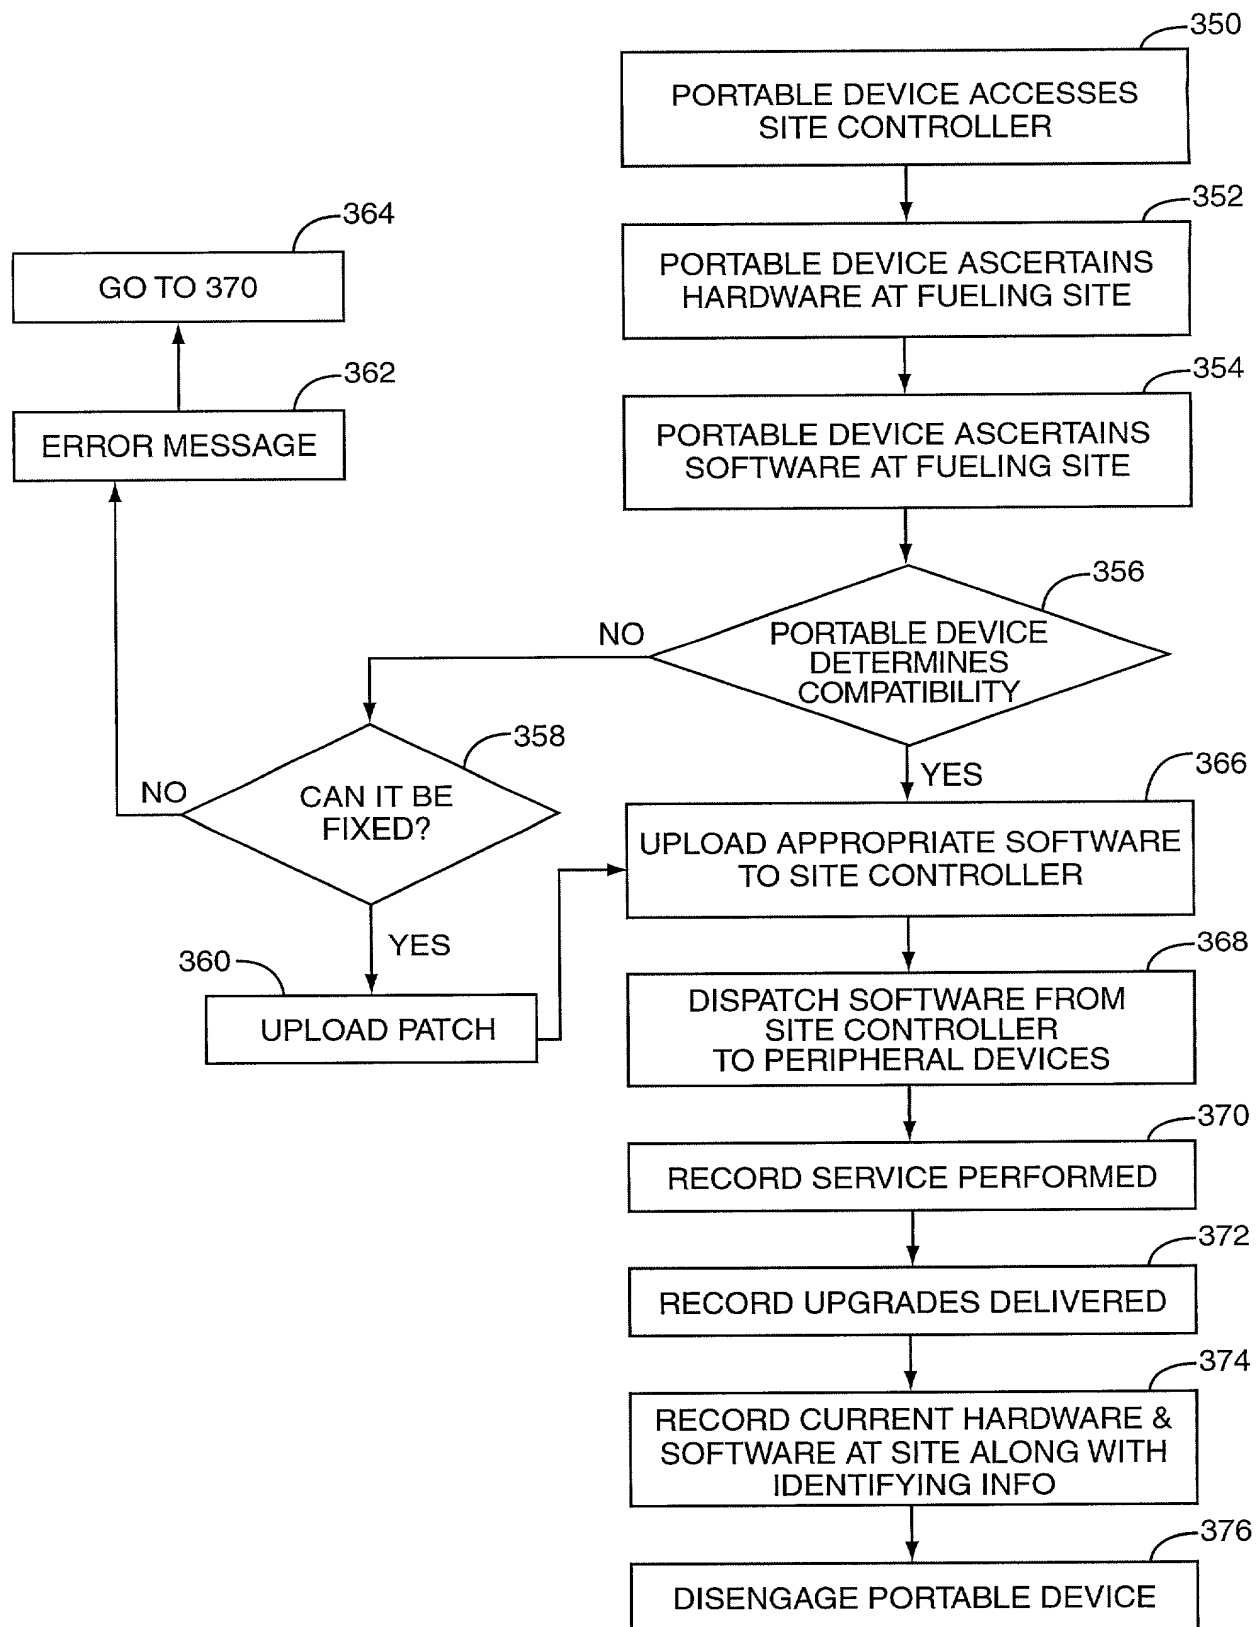 350
PORTABLE DEVICE ACCESSES
SITE CONTROLLER
352
PORTABLE DEVICE ASCERTAINS
HARDWARE AT FUELING SITE
354
PORTABLE DEVICE ASCERTAINS
SOFTWARE AT FUELING SITE
356
PORTABLE DEVICE
DETERMINES
COMPATIBILITY
NO
YES
358
CAN IT BE
FIXED?
NO
YES
360
UPLOAD PATCH
362
ERROR MESSAGE
364
GO TO 370
366
UPLOAD APPROPRIATE SOFTWARE
TO SITE CONTROLLER
368
DISPATCH SOFTWARE FROM
SITE CONTROLLER
TO PERIPHERAL DEVICES
370
RECORD SERVICE PERFORMED
372
RECORD UPGRADES DELIVERED
374
RECORD CURRENT HARDWARE &
SOFTWARE AT SITE ALONG WITH
IDENTIFYING INFO
376
DISENGAGE PORTABLE DEVICE